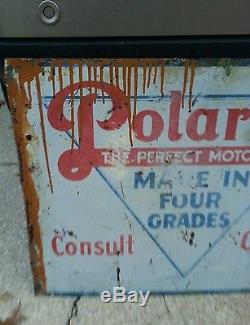 Polar
THE PERFECT MOTO
MADE IN
FOUR
GRADES
Consult
ebay